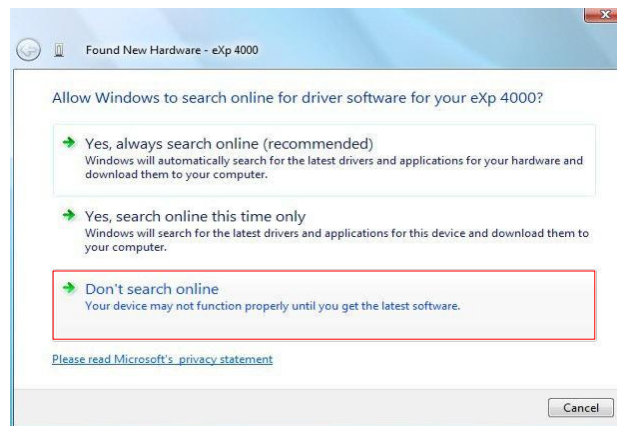 Found New Hardware - eXp 4000
Allow Windows to search online for driver software for your eXp 4000?
Yes, always search online (recommended)
Windows will automatically search for the latest drivers and applications for your hardware and
download them to your computer.
Yes, search online this time only
Windows will search for the latest drivers and applications for this device and download them to
your computer.
Don't search online
Your device may not function properly until you get the latest software.
Please read Microsoft's privacy statement
Cancel